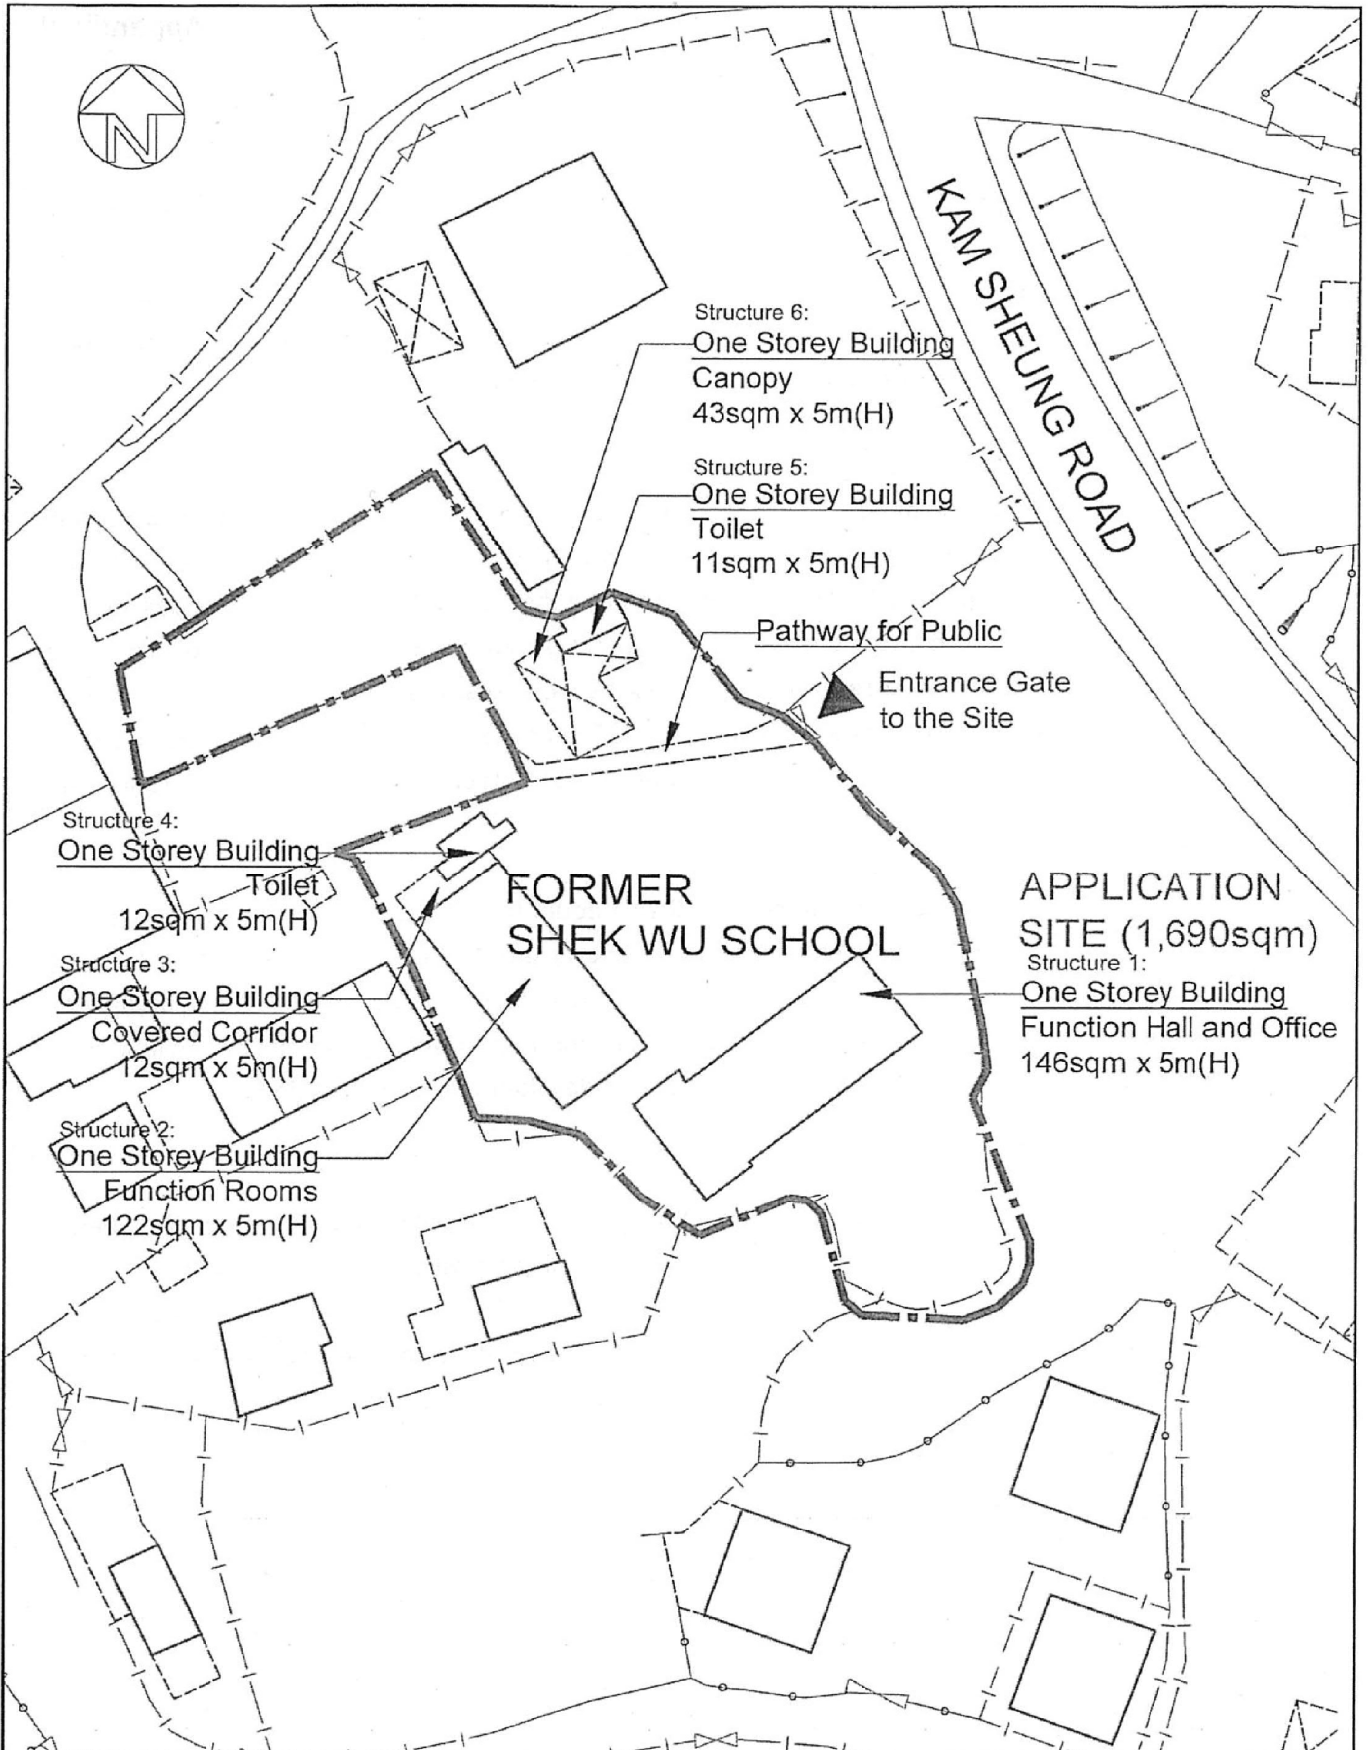 N
KAM SHEUNG ROAD
Structure 6:
One Storey Building
Canopy
43sqm x 5m(H)
Structure 5:
One Storey Building
Toilet
11sqm x 5m(H)
Pathway for Public
Entrance Gate
to the Site
Structure 4:
One Storey Building
Toilet
12sqm x 5m(H)
FORMER
SHEK WU SCHOOL
APPLICATION
SITE (1,690sqm)
Structure 1:
One Storey Building
Function Hall and Office
146sqm x 5m(H)
Structure 3:
One Storey Building
Covered Corridor
12sqm x 5m(H)
Structure 2:
One Storey Building
Function Rooms
122sqm x 5m(H)